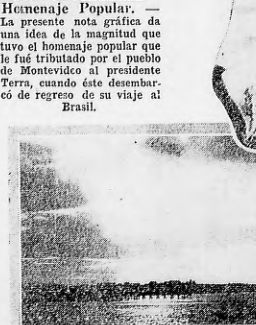 Homenaje Popular. —
La presente nota gráfica da
una idea de la magnitud que
tuvo el homenaje popular que
le fué tributado por el pueblo
de Montevideo al presidente
Terra, cuando éste desembar-
có de regreso de su viaje al
Brasil.